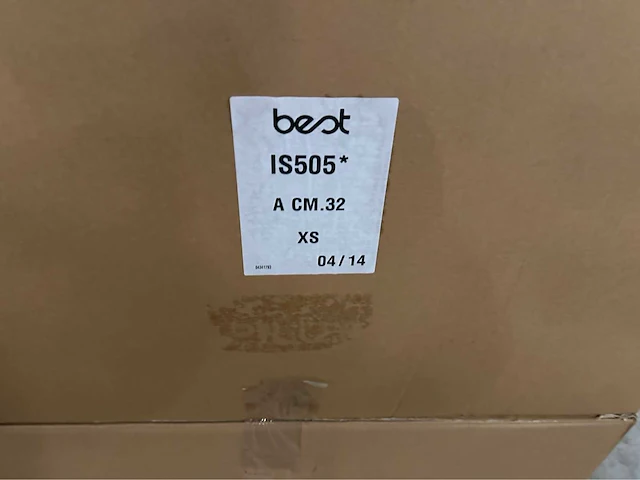 best
IS505*
A CM.32
XS
04/14